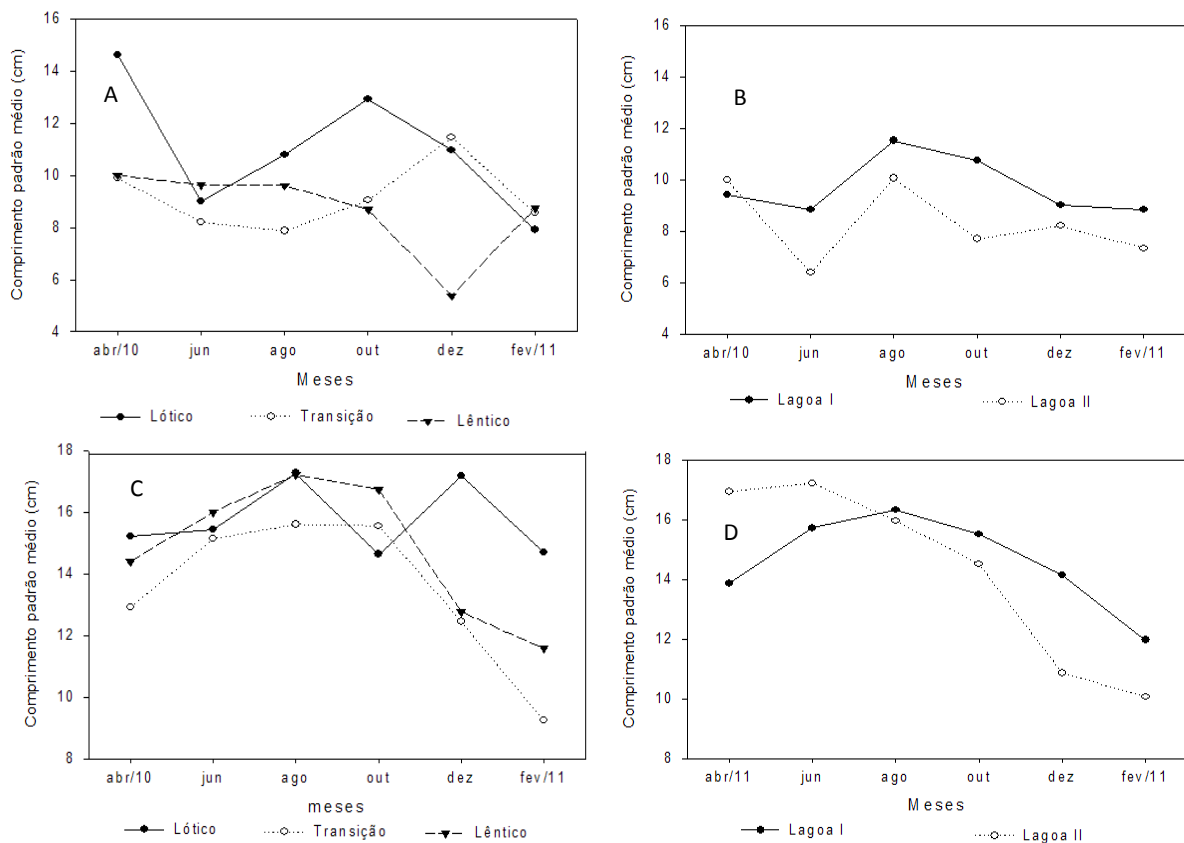 A
Comprimento padrão médio (cm)
16
14
12
10
8
6
4
abr/10 jun ago out dez fev/11
Meses
Lótico Transição Lêntico
B
Comprimento padrão médio (cm)
16
14
12
10
8
6
4
abr/10 jun ago out dez fev/11
Meses
Lagoa I Lagoa II
C
Comprimento padrão médio (cm)
18
16
14
12
10
8
abr/10 jun ago out dez fev/11
meses
Lótico Transição Lêntico
D
Comprimento padrão médio (cm)
18
16
14
12
10
8
abr/11 jun ago out dez fev/11
Meses
Lagoa I Lagoa II